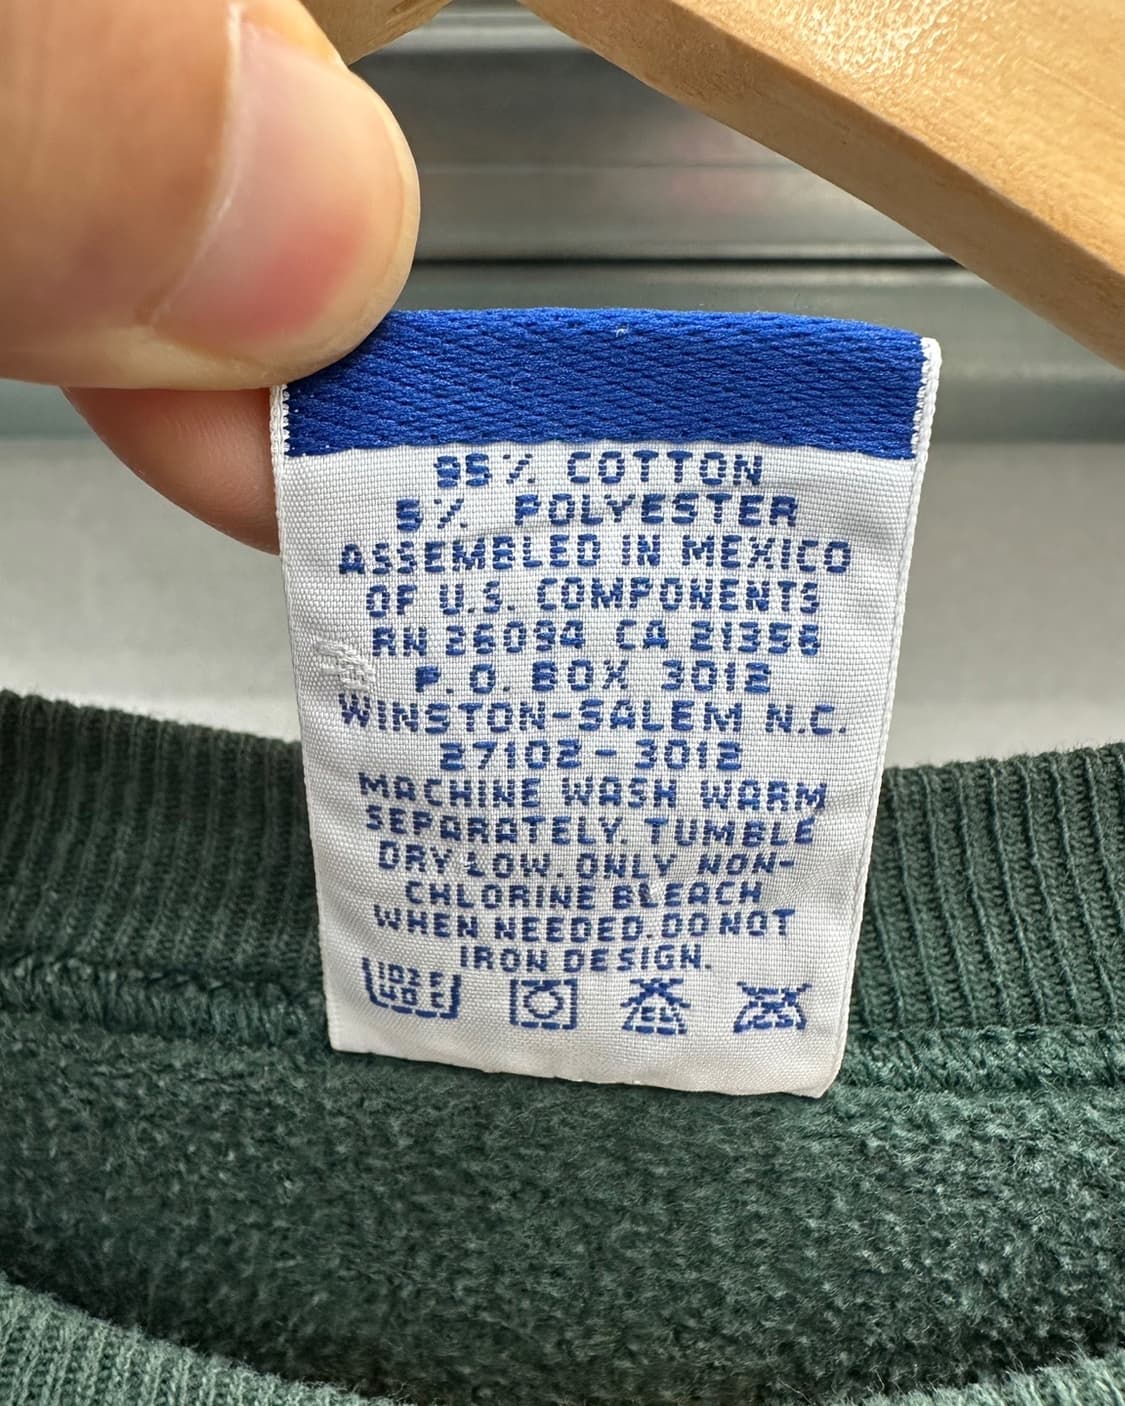 95% COTTON
5% POLYESTER
ASSEMBLED IN MEXICO
OF U.S. COMPONENTS
RN 26094 CA 21356
P.O. BOX 3012
WINSTON-SALEM N.C.
27102-3012
MACHINE WASH WARM
SEPARATELY. TUMBLE
DRY LOW. ONLY NON-
CHLORINE BLEACH
WHEN NEEDED. DO NOT
IRON DESIGN.
CL